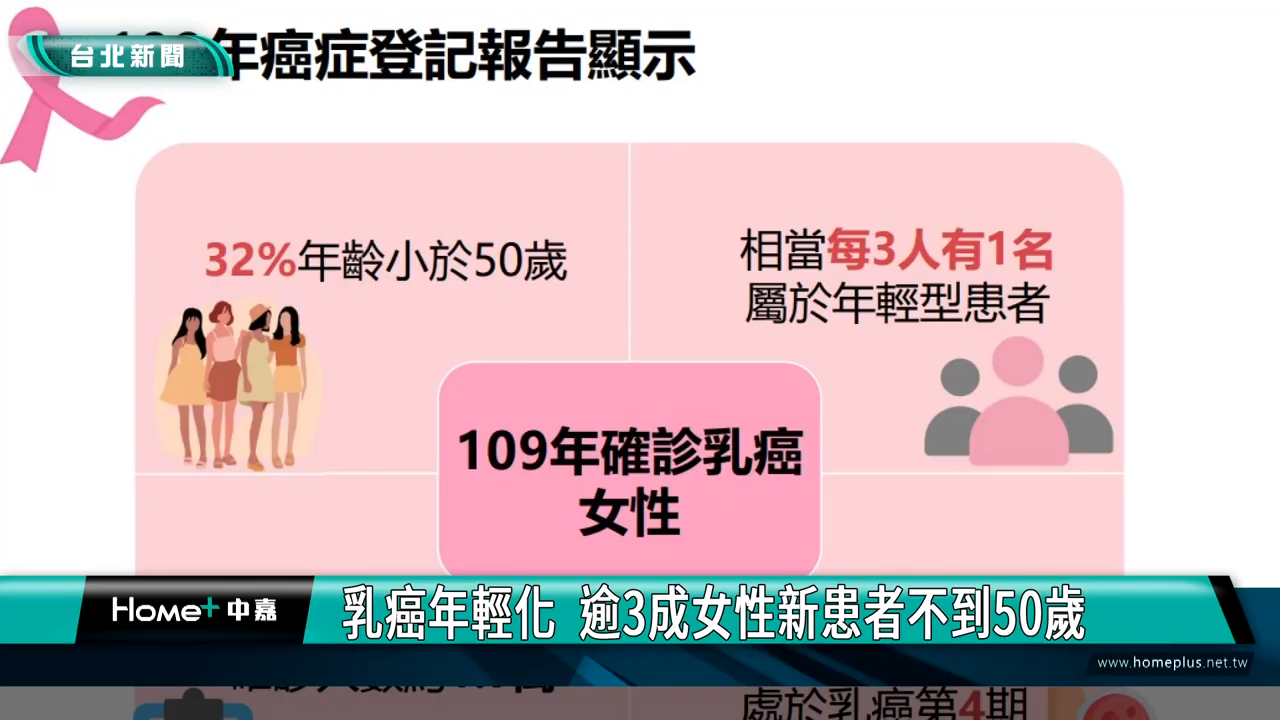 台北新聞
年癌症登記報告顯示
32%年齡小於50歲
相當每3人有1名
屬於年輕型患者
109年確診乳癌
女性
Home+中嘉
乳癌年輕化 逾3成女性新患者不到50歲
www.homeplus.net.tw
處於乳癌第4期